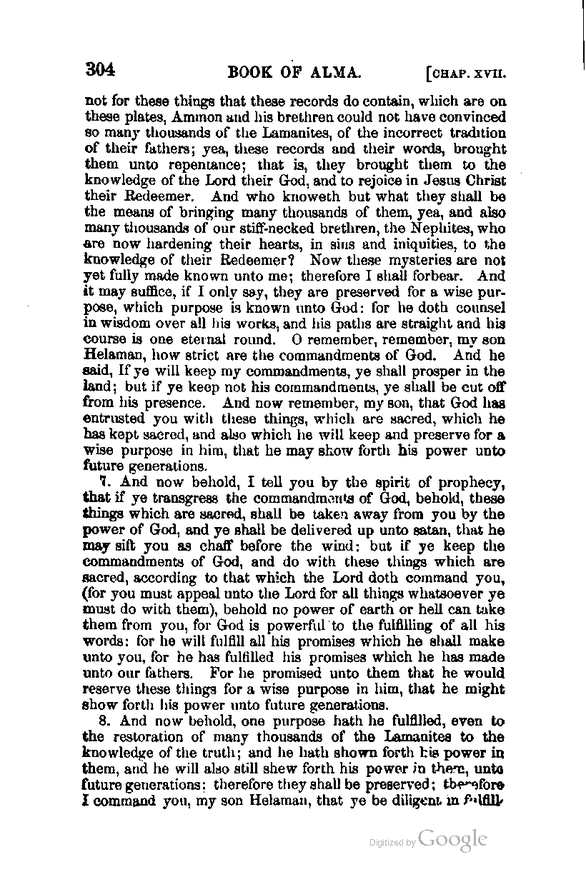 304 BOOK OF ALMA. [CHAP. XVII.
not for these things that these records do contain, which are on
these plates, Ammon and his brethren could not have convinced
so many thousands of the Lamanites, of the incorrect tradition
of their fathers; yea, these records and their words, brought
them unto repentance; that is, they brought them to the
knowledge of the Lord their God, and to rejoice in Jesus Christ
their Redeemer. And who knoweth but what they shall be
the means of bringing many thousands of them, yea, and also
many thousands of our stiff-necked brethren, the Nephites, who
are now hardening their hearts, in sins and iniquities, to the
knowledge of their Redeemer? Now these mysteries are not
yet fully made known unto me; therefore I shall forbear. And
it may suffice, if I only say, they are preserved for a wise pur-
pose, which purpose is known unto God: for he doth counsel
in wisdom over all his works, and his paths are straight and his
course is one eternal round. O remember, remember, my son
Helaman, how strict are the commandments of God. And he
said, If ye will keep my commandments, ye shall prosper in the
land; but if ye keep not his commandments, ye shall be cut off
from his presence. And now remember, my son, that God has
entrusted you with these things, which are sacred, which he
has kept sacred, and also which he will keep and preserve for a
wise purpose in him, that he may show forth his power unto
future generations.
7. And now behold, I tell you by the spirit of prophecy,
that if ye transgress the commandments of God, behold, these
things which are sacred, shall be taken away from you by the
power of God, and ye shall be delivered up unto satan, that he
may sift you as chaff before the wind: but if ye keep the
commandments of God, and do with these things which are
sacred, according to that which the Lord doth command you,
(for you must appeal unto the Lord for all things whatsoever ye
must do with them), behold no power of earth or hell can take
them from you, for God is powerful to the fulfilling of all his
words: for he will fulfill all his promises which he shall make
unto you, for he has fulfilled his promises which he has made
unto our fathers. For he promised unto them that he would
reserve these things for a wise purpose in him, that he might
show forth his power unto future generations.
8. And now behold, one purpose hath he fulfilled, even to
the restoration of many thousands of the Lamanites to the
knowledge of the truth; and he hath shown forth his power in
them, and he will also still shew forth his power in them, unto
future generations: therefore they shall be preserved; therefore
I command you, my son Helaman, that ye be diligent in fulfill-
Digitized by Google